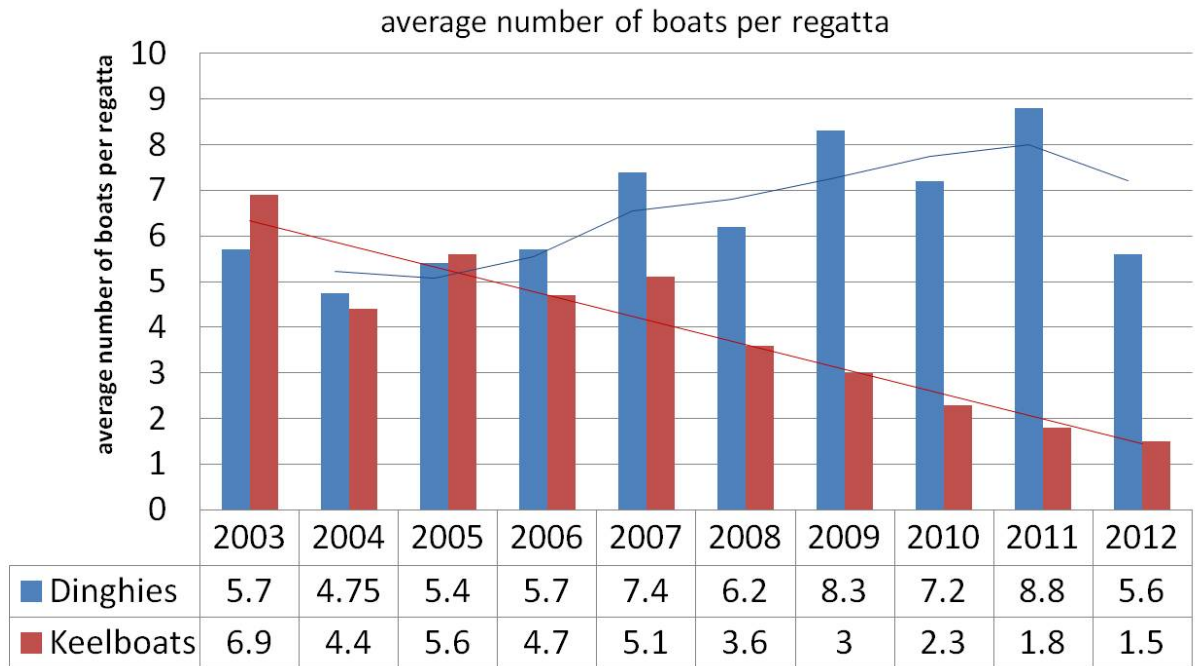 average number of boats per regatta
average number of boats per regatta
10
9
8
7
6
5
4
3
2
1
0
2003 2004 2005 2006 2007 2008 2009 2010 2011 2012
Dinghies 5.7 4.75 5.4 5.7 7.4 6.2 8.3 7.2 8.8 5.6
Keelboats 6.9 4.4 5.6 4.7 5.1 3.6 3 2.3 1.8 1.5